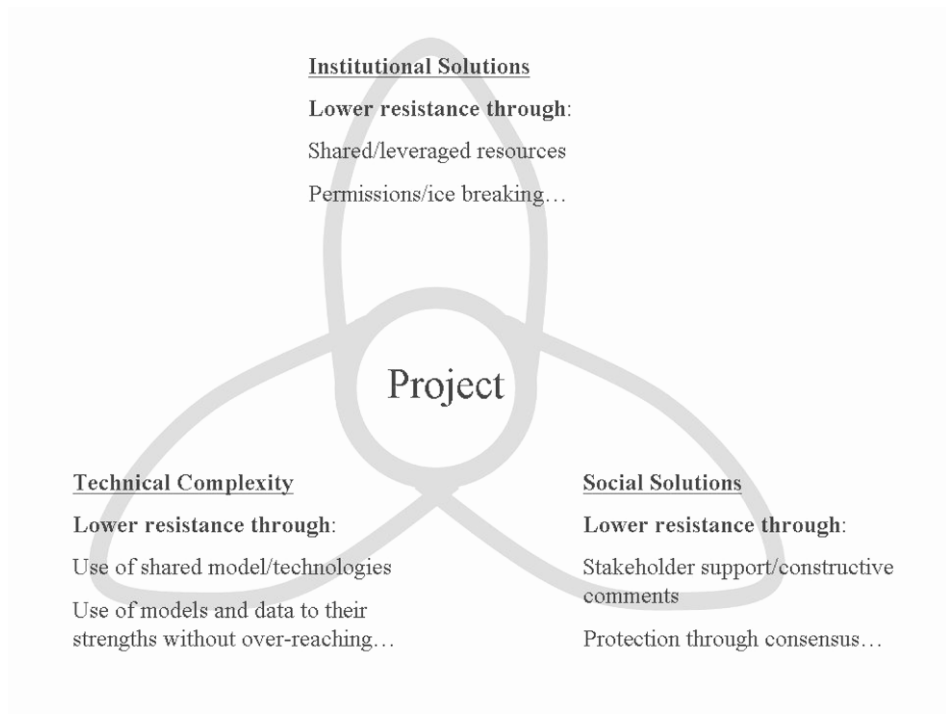 Institutional Solutions
Lower resistance through:
Shared/leveraged resources
Permissions/ice breaking…
Project
Technical Complexity
Lower resistance through:
Use of shared model/technologies
Use of models and data to their
strengths without over-reaching…
Social Solutions
Lower resistance through:
Stakeholder support/constructive
comments
Protection through consensus…